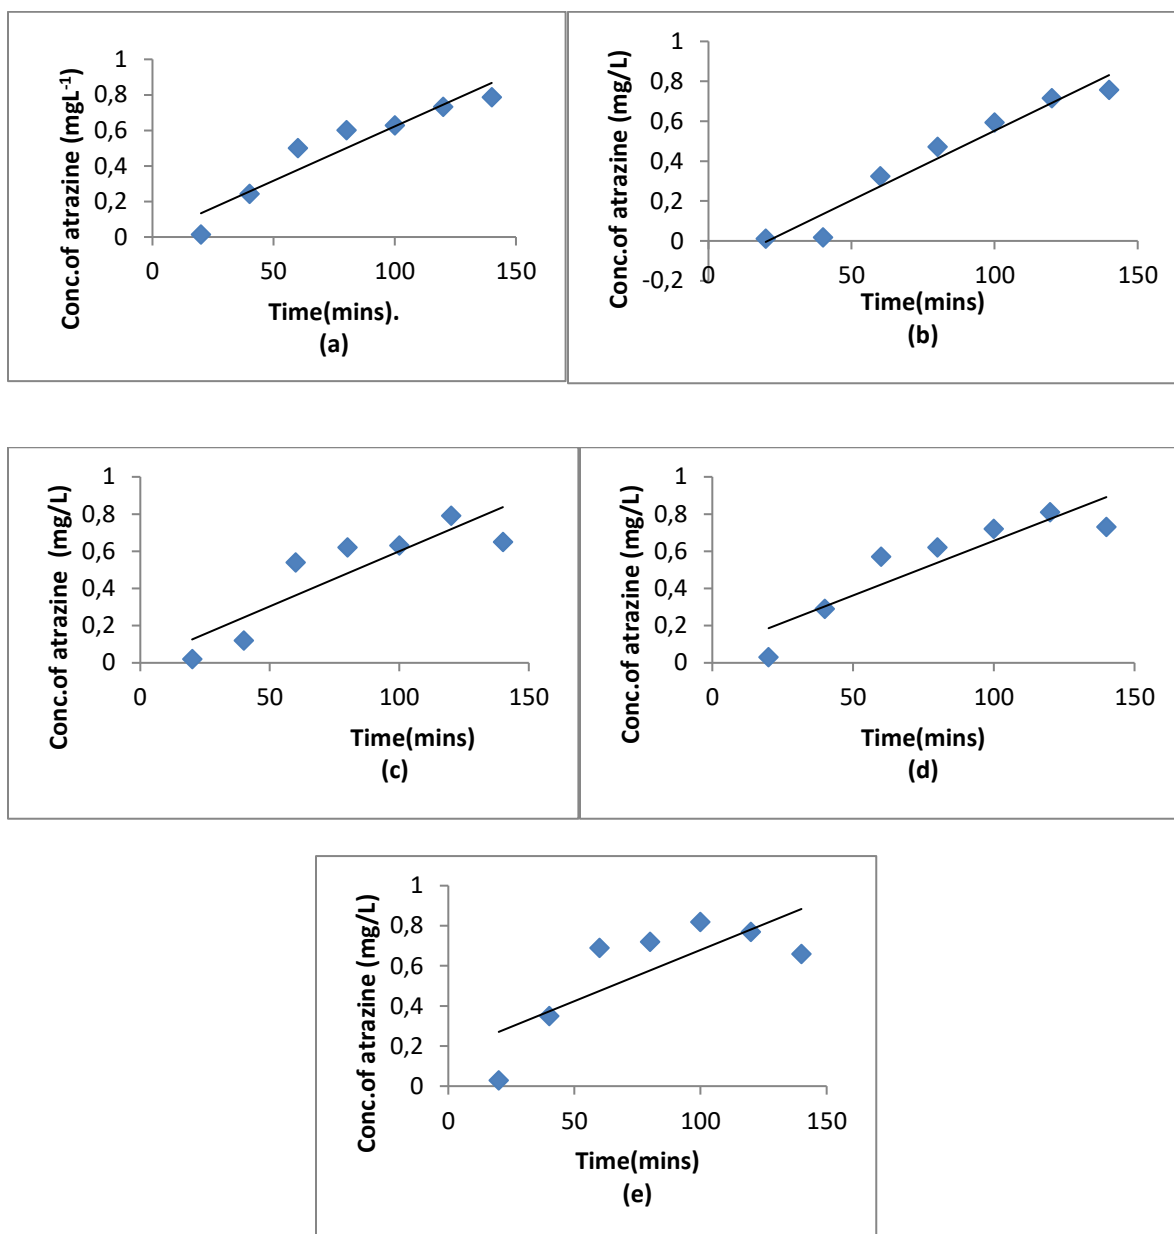 Conc.of atrazine (mgL-1)
1
0,8
0,6
0,4
0,2
0
0 50 100 150
Time(mins).
(a)
Conc.of atrazine (mg/L)
1
0,8
0,6
0,4
0,2
0
-0,2
0 50 100 150
Time(mins)
(b)
Conc.of atrazine (mg/L)
1
0,8
0,6
0,4
0,2
0
0 50 100 150
Time(mins)
(c)
Conc.of atrazine (mg/L)
1
0,8
0,6
0,4
0,2
0
0 50 100 150
Time(mins)
(d)
Conc.of atrazine (mg/L)
1
0,8
0,6
0,4
0,2
0
0 50 100 150
Time(mins)
(e)